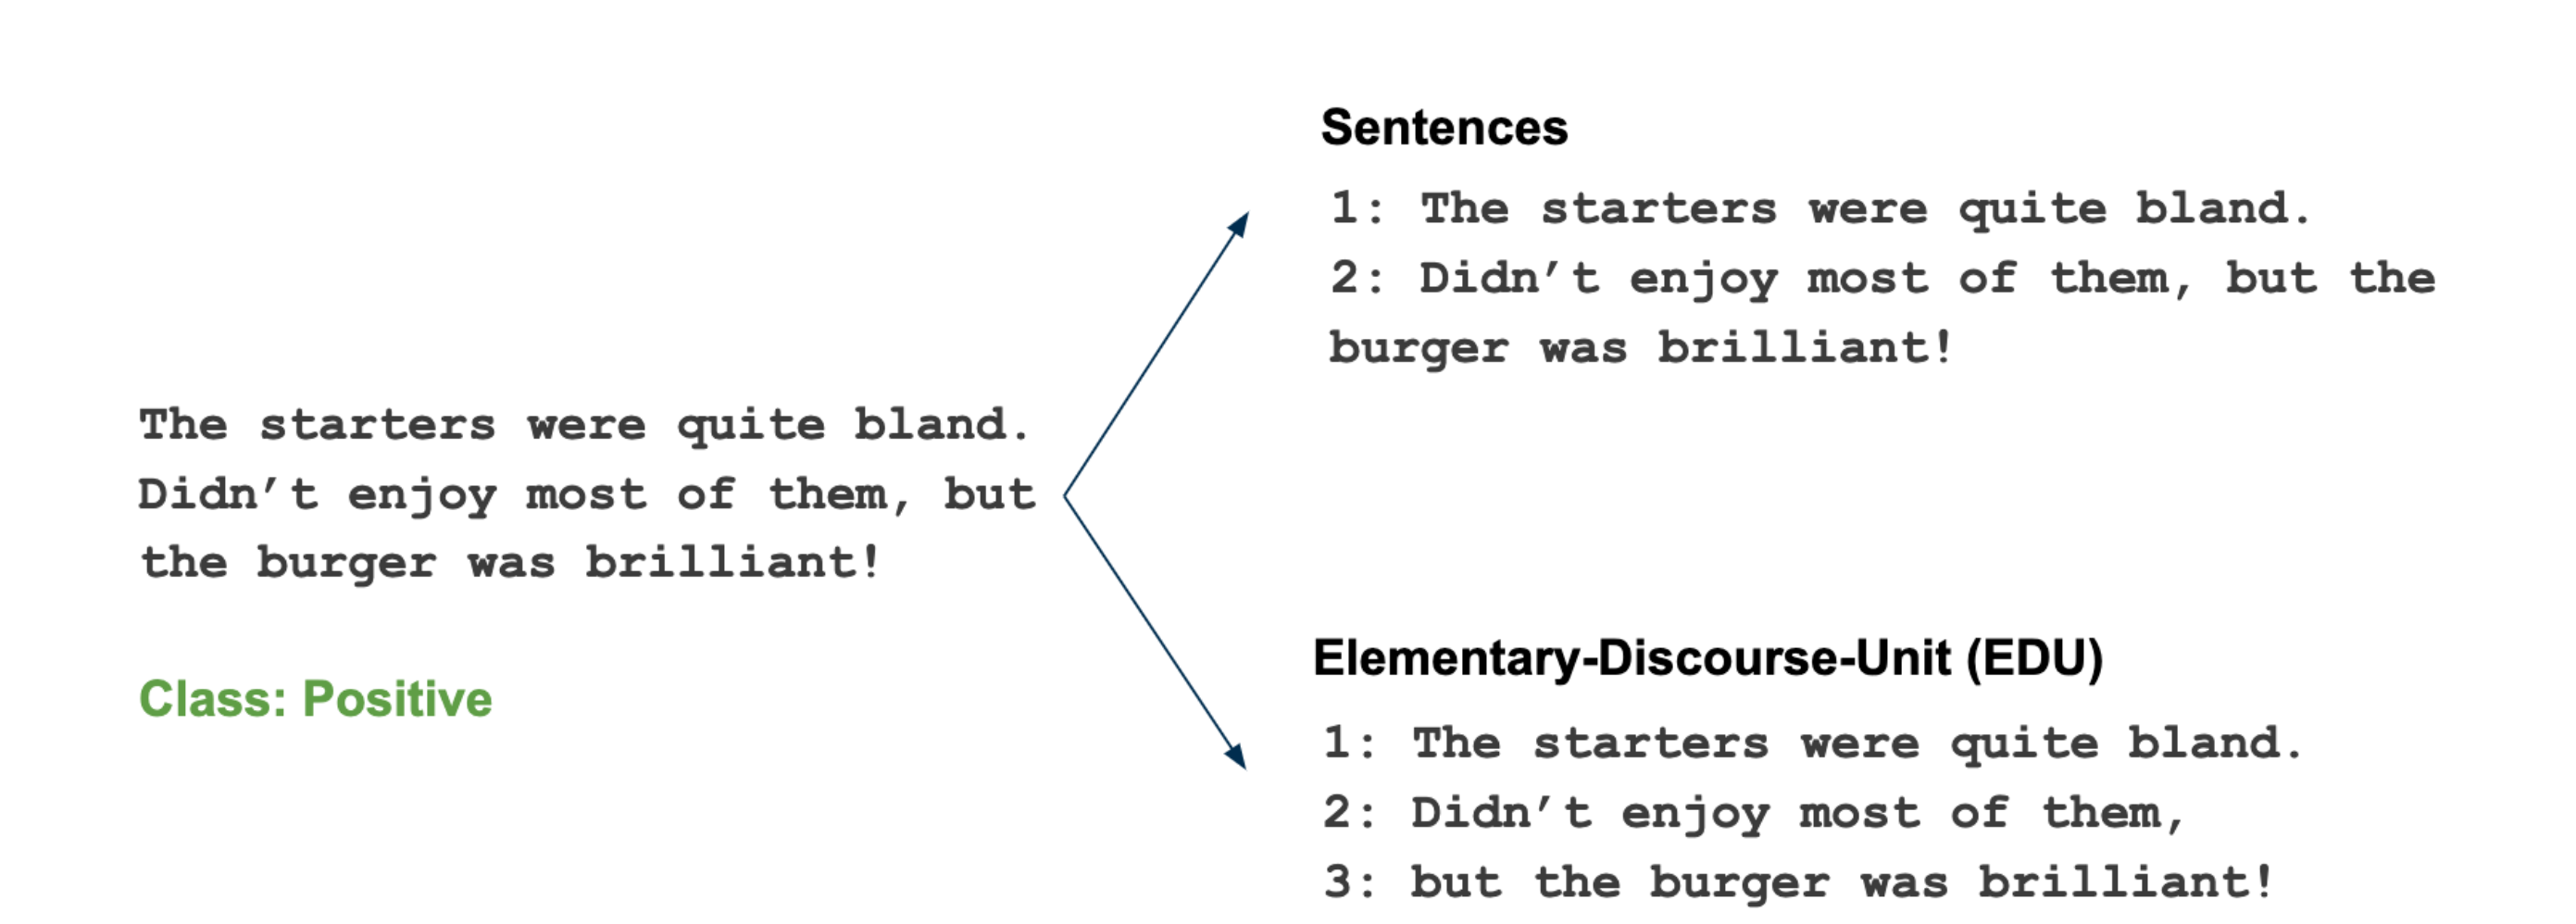 The starters were quite bland.
Didn’t enjoy most of them, but
the burger was brilliant!
Class: Positive
Sentences
1: The starters were quite bland.
2: Didn’t enjoy most of them, but the
burger was brilliant!
Elementary-Discourse-Unit (EDU)
1: The starters were quite bland.
2: Didn’t enjoy most of them,
3: but the burger was brilliant!